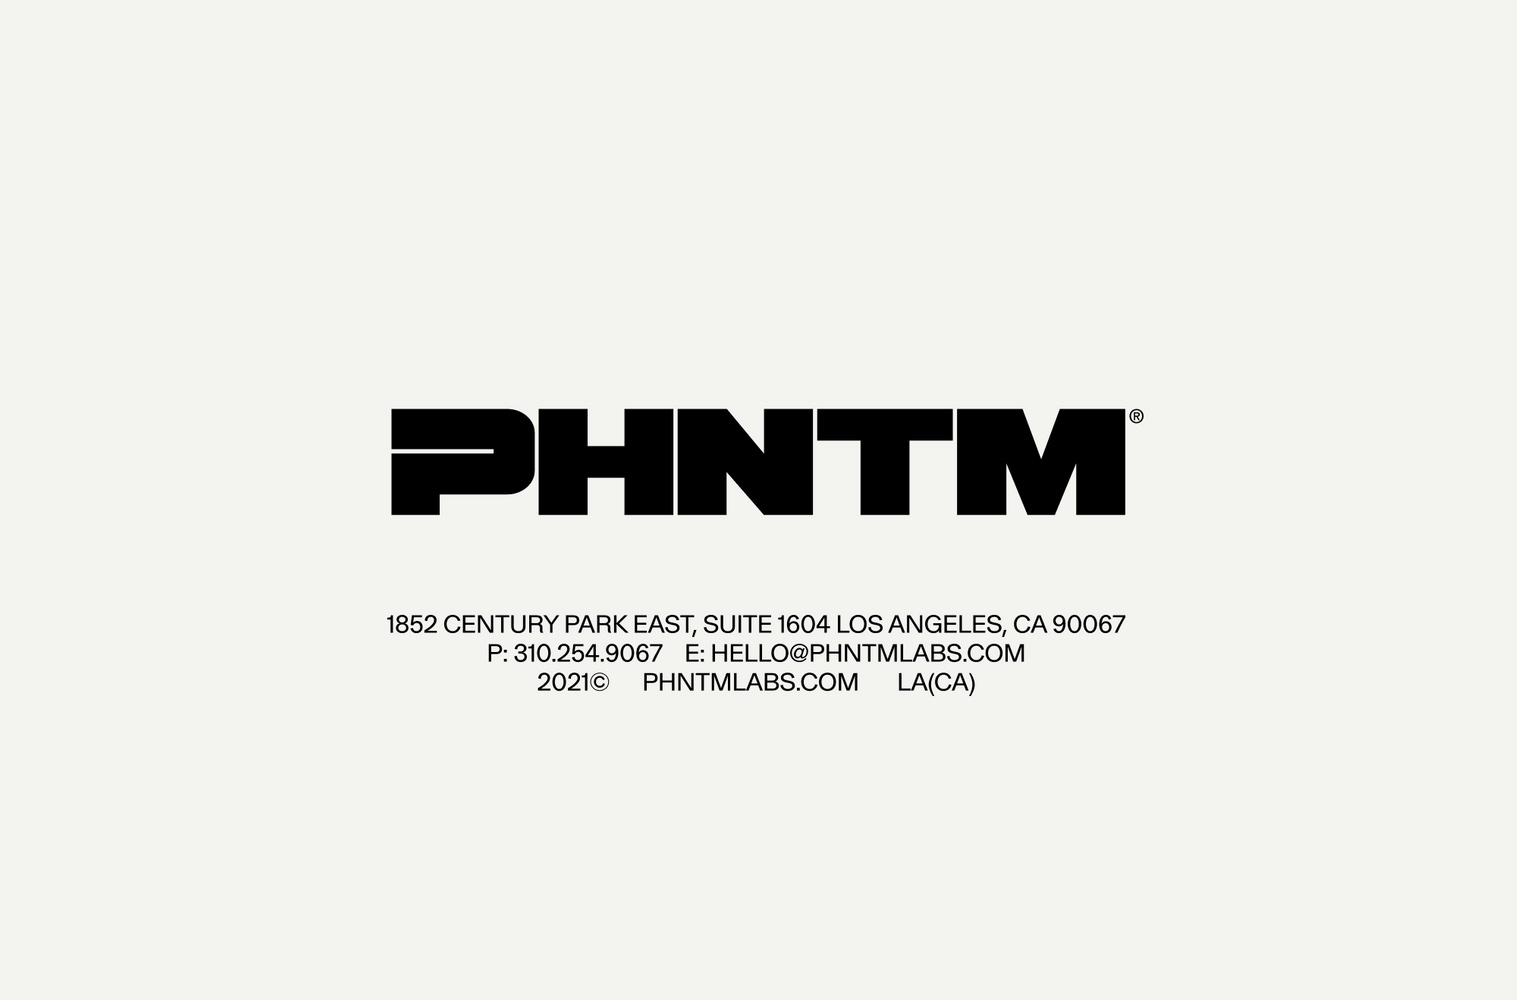 PHNTM®
1852 CENTURY PARK EAST, SUITE 1604 LOS ANGELES, CA 90067
P: 310.254.9067 E: HELLO@PHNTMLABS.COM
2021© PHNTMLABS.COM LA(CA)